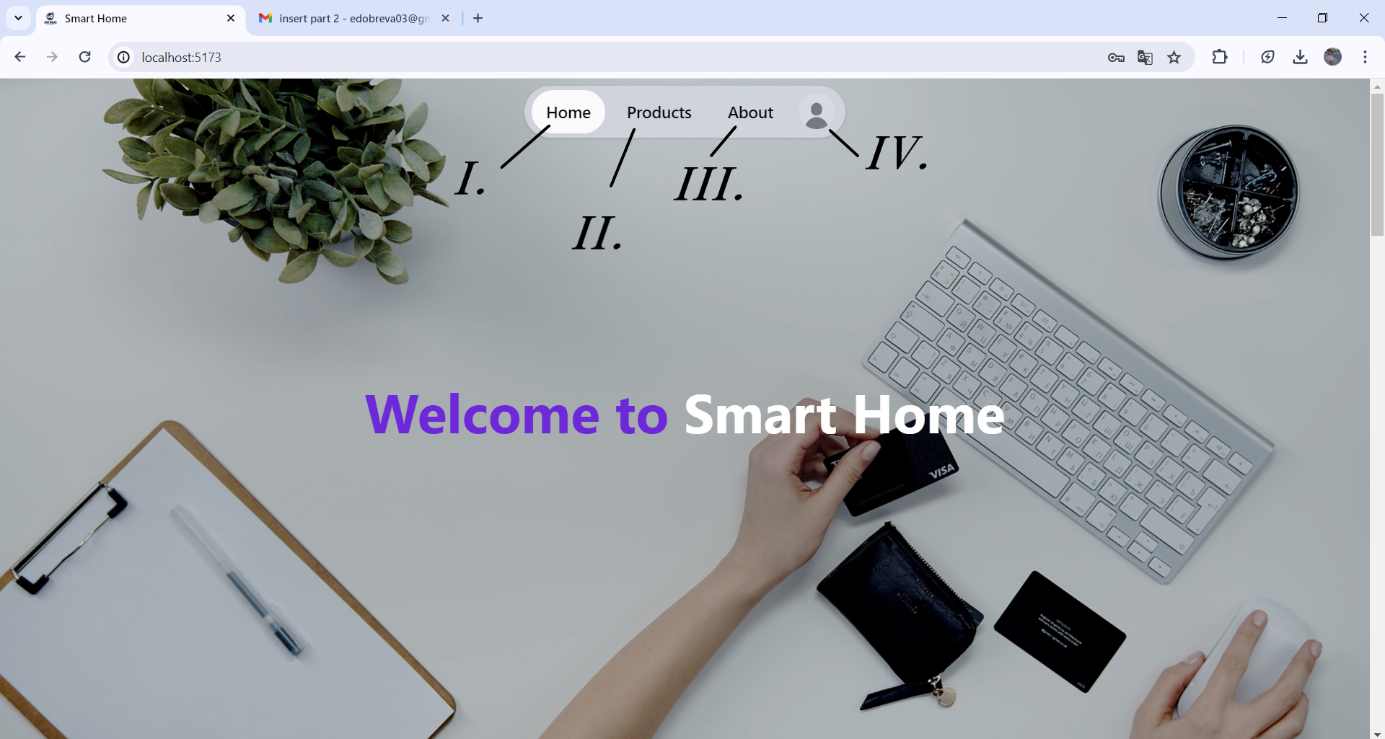 Smart Home
insert part 2 - edobreva03@gm
localhost:5173
Home Products About
I. II. III. IV.
Welcome to Smart Home
VISA